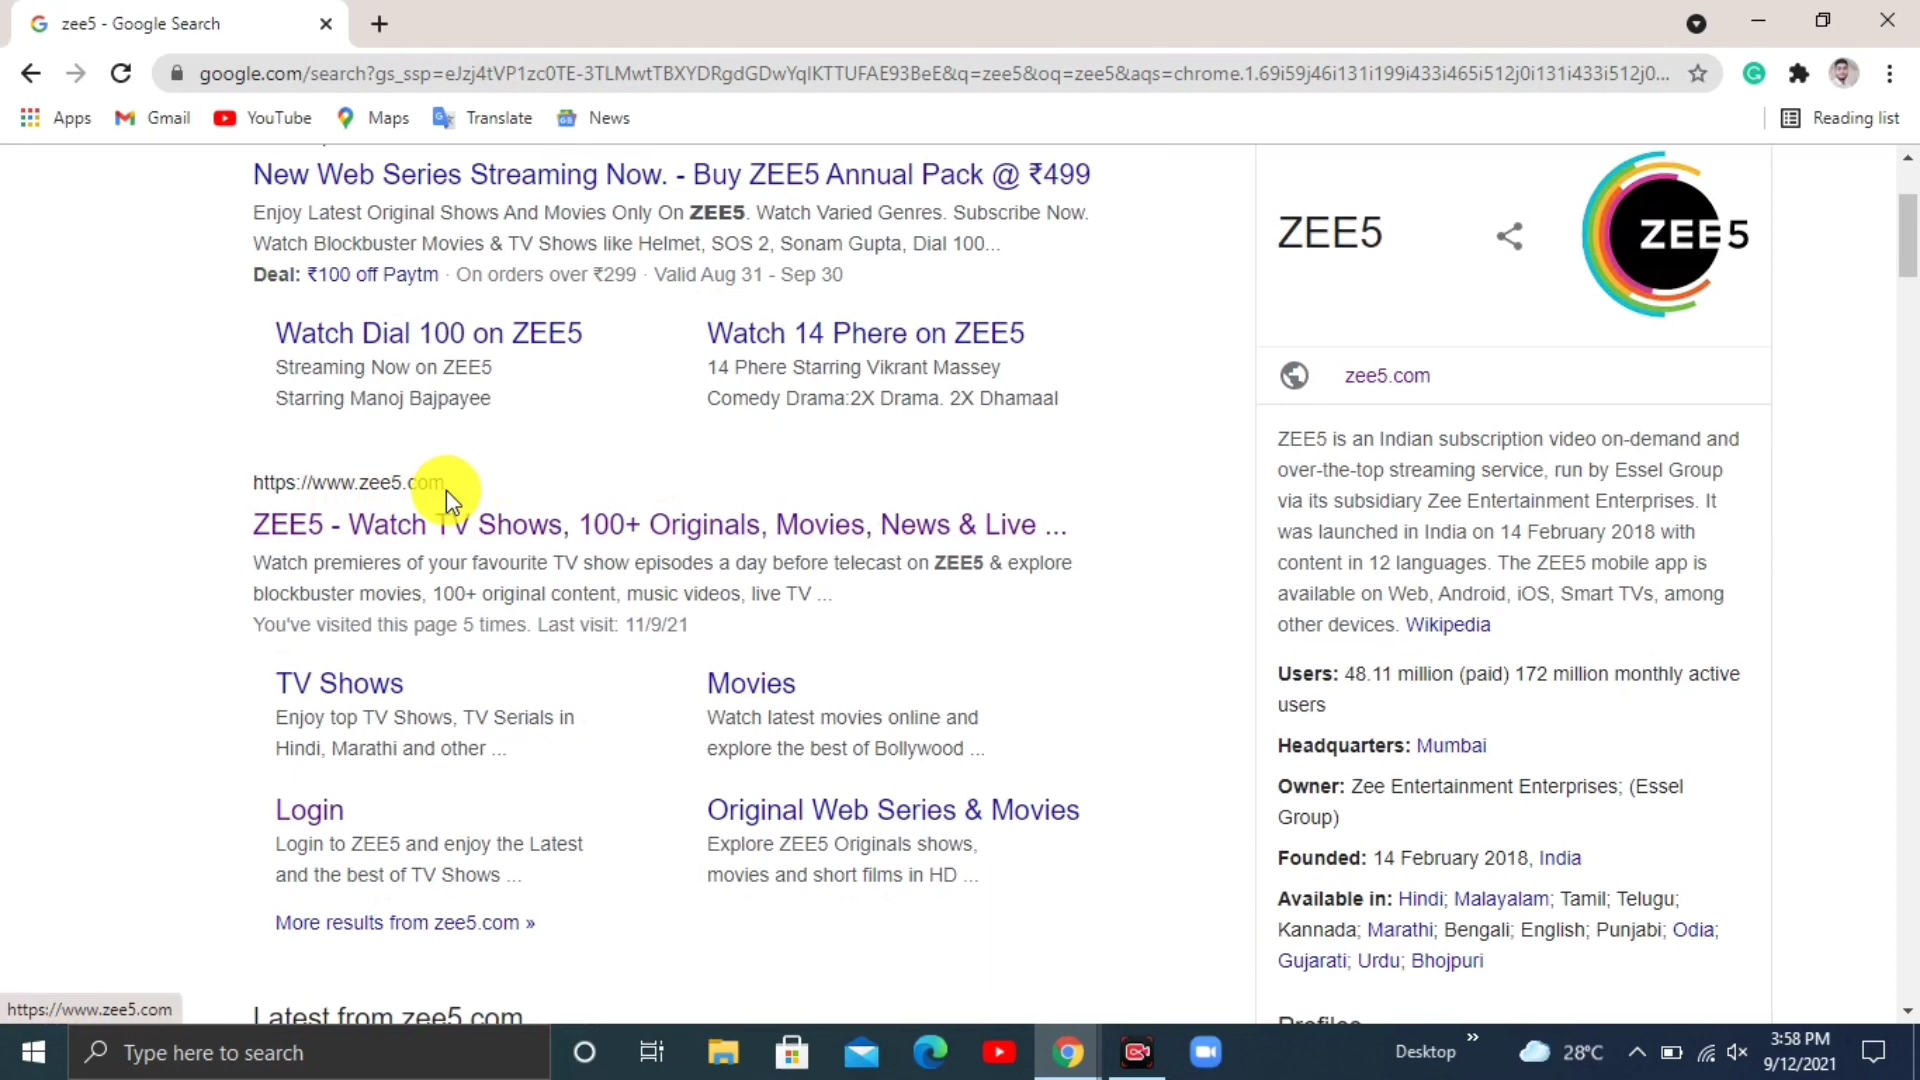 zee5 - Google Search
google.com/search?gs_ssp=eJzj4tVP1zc0TE-3TLMwtTBXYDRgdGDwYqlKTTUFAE93BeE&q=zee5&oq=zee5&aqs=chrome.1.69i59j46i131i199i433i465i512j0i131i433i512j0...
Apps Gmail YouTube Maps Translate News Reading list
New Web Series Streaming Now. - Buy ZEE5 Annual Pack @ ₹499
Enjoy Latest Original Shows And Movies Only On ZEE5. Watch Varied Genres. Subscribe Now.
Watch Blockbuster Movies & TV Shows like Helmet, SOS 2, Sonam Gupta, Dial 100...
Deal: ₹100 off Paytm · On orders over ₹299 · Valid Aug 31 - Sep 30
Watch Dial 100 on ZEE5
Streaming Now on ZEE5
Starring Manoj Bajpayee
Watch 14 Phere on ZEE5
14 Phere Starring Vikrant Massey
Comedy Drama:2X Drama. 2X Dhamaal
https://www.zee5.com
ZEE5 - Watch TV Shows, 100+ Originals, Movies, News & Live ...
Watch premieres of your favourite TV show episodes a day before telecast on ZEE5 & explore
blockbuster movies, 100+ original content, music videos, live TV ...
You've visited this page 5 times. Last visit: 11/9/21
TV Shows
Enjoy top TV Shows, TV Serials in
Hindi, Marathi and other ...
Movies
Watch latest movies online and
explore the best of Bollywood ...
Login
Login to ZEE5 and enjoy the Latest
and the best of TV Shows ...
Original Web Series & Movies
Explore ZEE5 Originals shows,
movies and short films in HD ...
More results from zee5.com »
Latest from zee5.com
ZEE5
ZEE5
zee5.com
ZEE5 is an Indian subscription video on-demand and
over-the-top streaming service, run by Essel Group
via its subsidiary Zee Entertainment Enterprises. It
was launched in India on 14 February 2018 with
content in 12 languages. The ZEE5 mobile app is
available on Web, Android, iOS, Smart TVs, among
other devices. Wikipedia
Users: 48.11 million (paid) 172 million monthly active
users
Headquarters: Mumbai
Owner: Zee Entertainment Enterprises; (Essel
Group)
Founded: 14 February 2018, India
Available in: Hindi; Malayalam; Tamil; Telugu;
Kannada; Marathi; Bengali; English; Punjabi; Odia;
Gujarati; Urdu; Bhojpuri
Profiles
https://www.zee5.com
Type here to search
Desktop
28°C
3:58 PM
9/12/2021